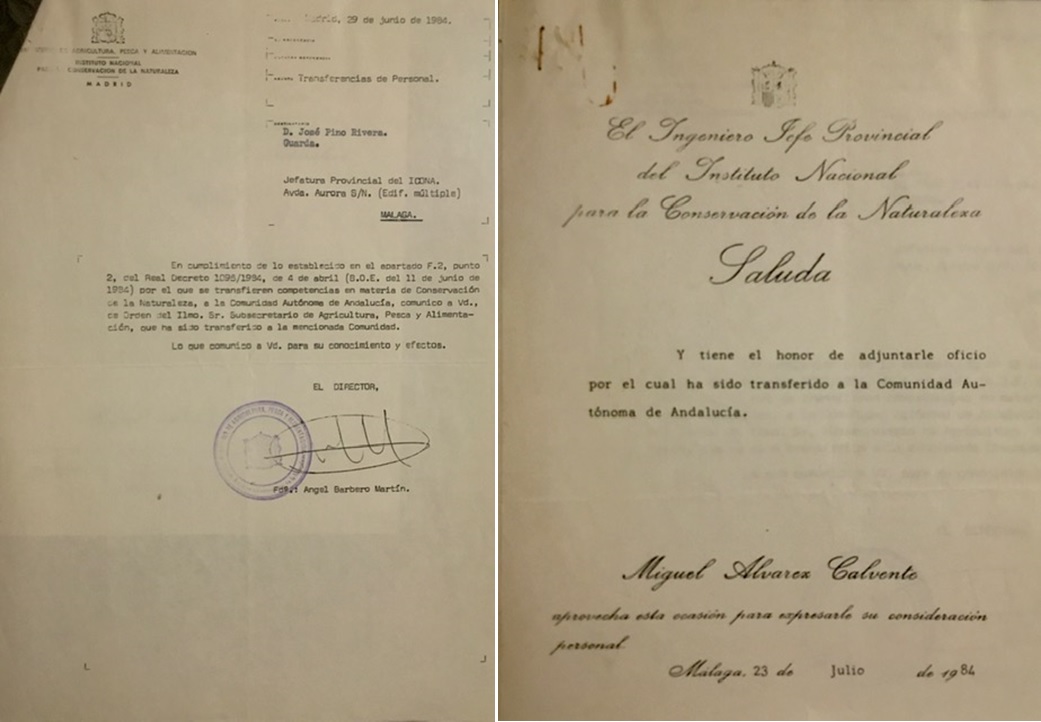 AGRICULTURA, PESCA Y ALIMENTACION
INSTITUTO NACIONAL
CONSERVACION DE LA NATURALEZA
MADRID
Madrid, 29 de junio de 1984.
Transferencias de Personal.
D. José Pino Rivera.
Guarda.
Jefatura Provincial del ICONA.
Avda. Aurora S/N. (Edif. múltiple)
MALAGA.
En cumplimiento de lo establecido en el apartado F.2, punto
2, del Real Decreto 1096/1984, de 4 de abril (B.O.E. del 11 de junio de
1984) por el que se transfieren competencias en materia de Conservación
de la Naturaleza, a la Comunidad Autónoma de Andalucía, comunico a Vd.,
de Orden del Ilmo. Sr. Subsecretario de Agricultura, Pesca y Alimenta-
ción, que ha sido transferido a la mencionada Comunidad.
Lo que comunico a Vd. para su conocimiento y efectos.
EL DIRECTOR,
Fdº.: Angel Barbero Martín.
El Ingeniero Jefe Provincial
del Instituto Nacional
para la Conservación de la Naturaleza
Saluda
Y tiene el honor de adjuntarle oficio
por el cual ha sido transferido a la Comunidad Au-
tónoma de Andalucía.
Miguel Alvarez Calvente
aprovecha esta ocasión para expresarle su consideración
personal
Málaga, 23 de Julio de 1984